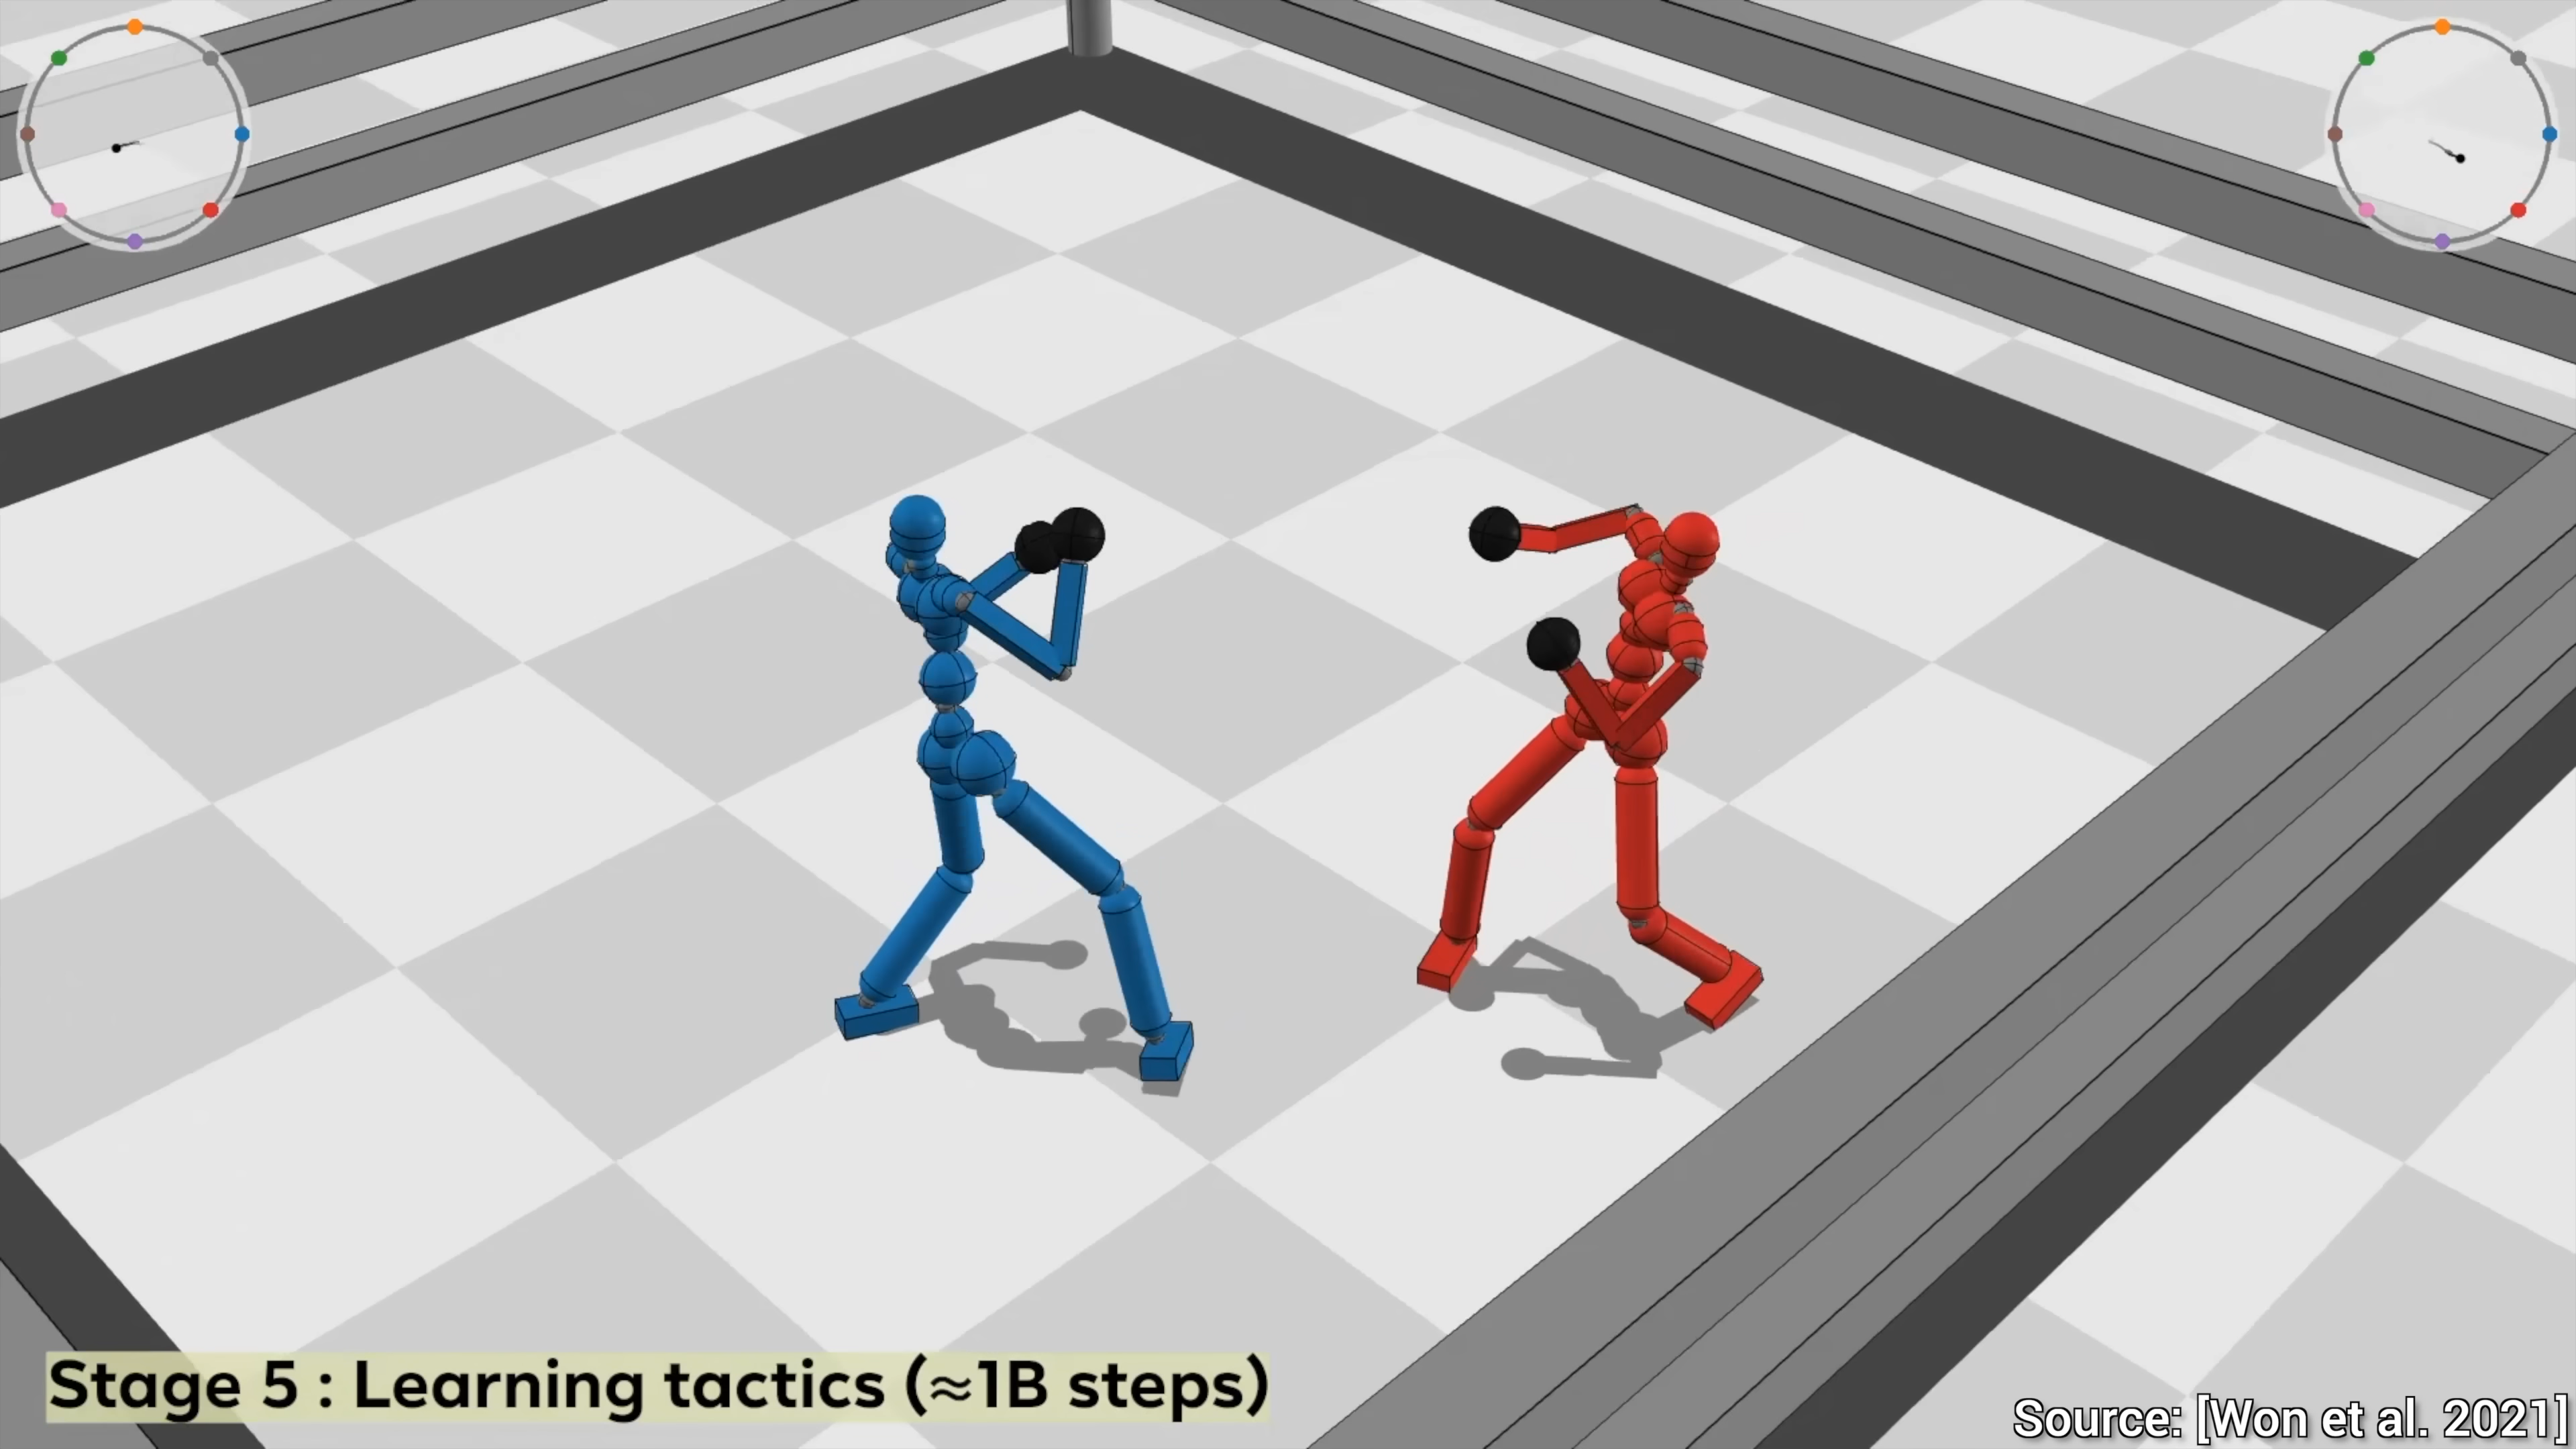 Stage 5 : Learning tactics (≈1B steps)
Source: [Won et al. 2021]